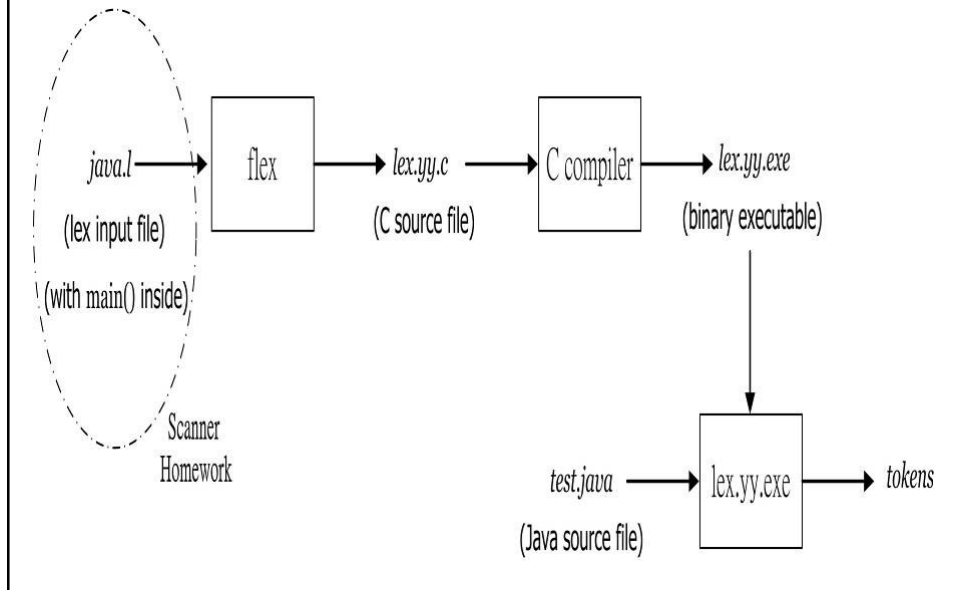 java.l
(lex input file)
(with main() inside)
Scanner
Homework
flex
lex.yy.c
(C source file)
C compiler
lex.yy.exe
(binary executable)
test.java
(Java source file)
lex.yy.exe
tokens